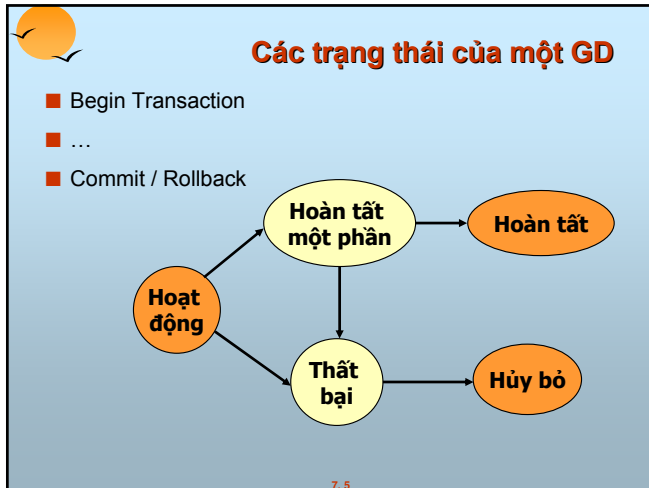 Các trạng thái của một GD
Begin Transaction
...
Commit / Rollback
Hoàn tất
một phần
Hoàn tất
Hoạt
động
Thất
bại
Hủy bỏ
7.5